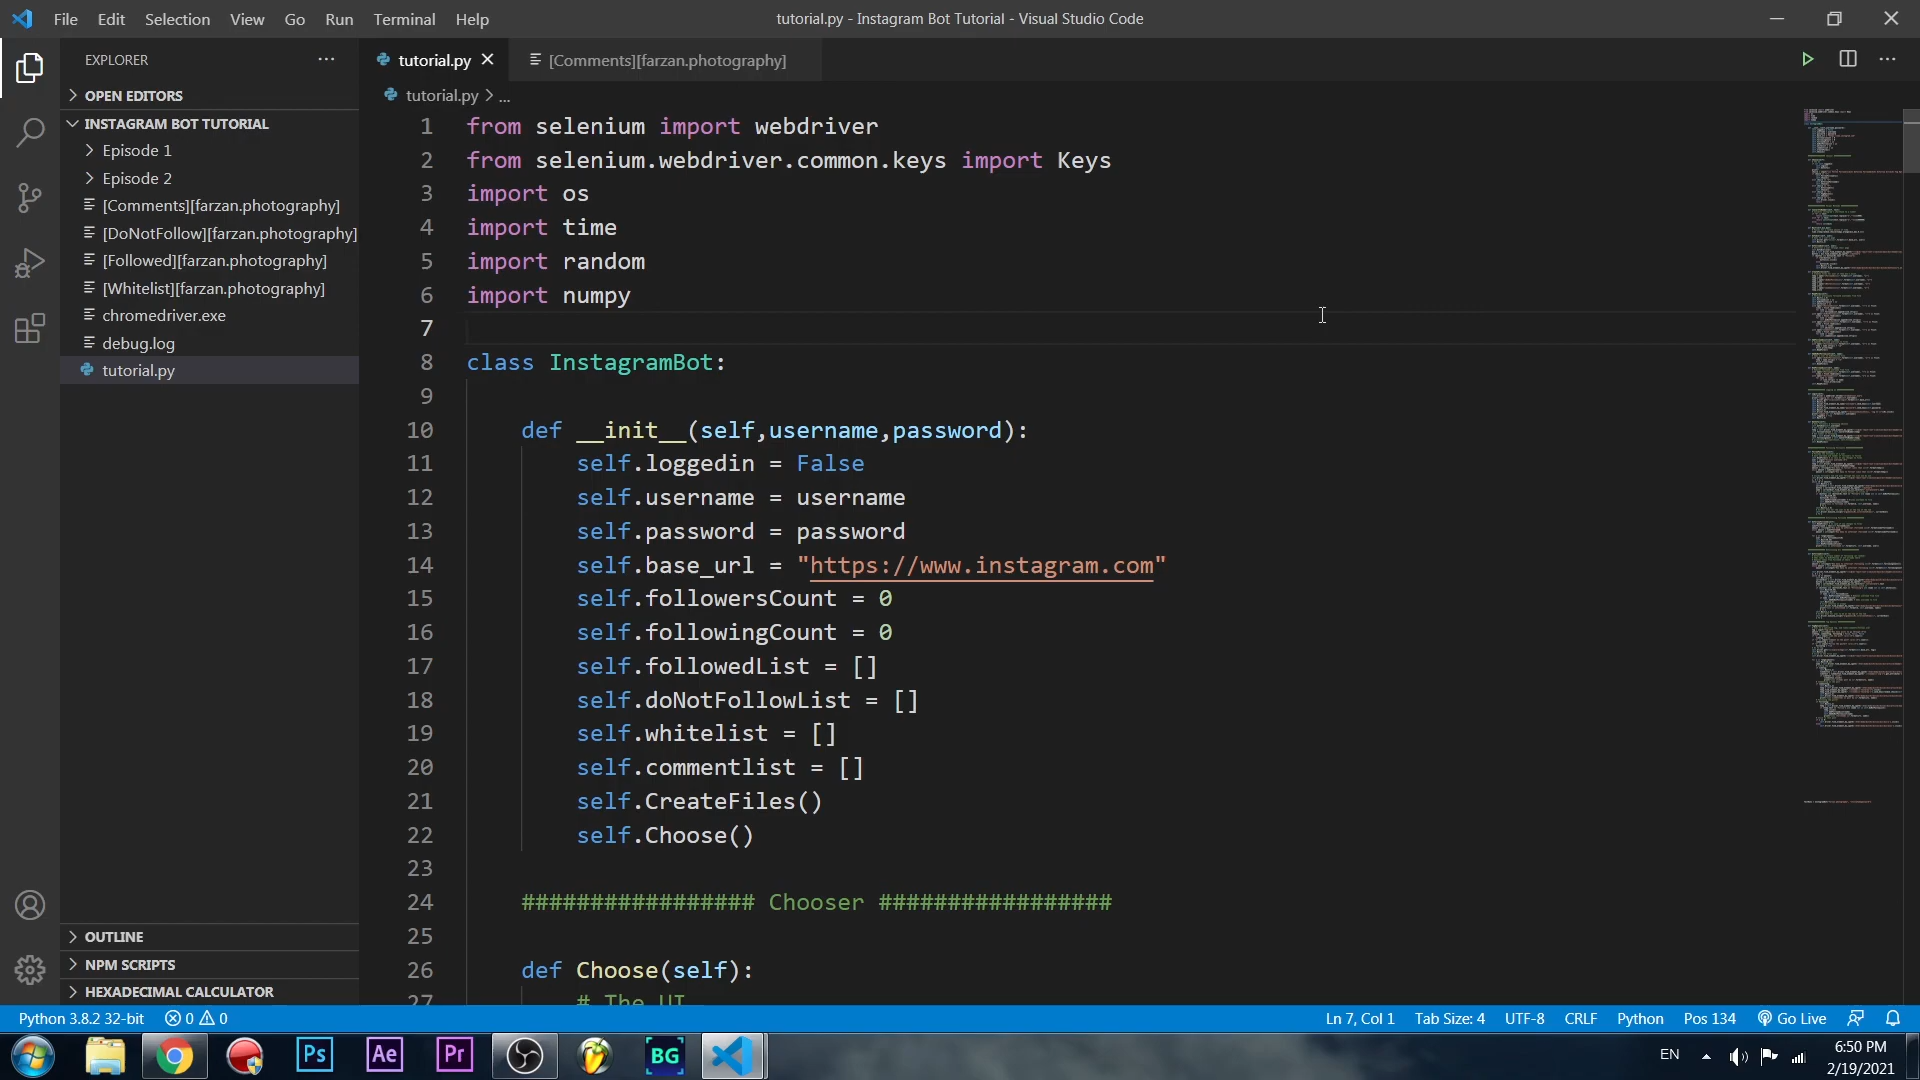 File Edit Selection View Go Run Terminal Help
tutorial.py - Instagram Bot Tutorial - Visual Studio Code
EXPLORER
OPEN EDITORS
INSTAGRAM BOT TUTORIAL
Episode 1
Episode 2
[Comments][farzan.photography]
[DoNotFollow][farzan.photography]
[Followed][farzan.photography]
[Whitelist][farzan.photography]
chromedriver.exe
debug.log
tutorial.py
OUTLINE
NPM SCRIPTS
HEXADECIMAL CALCULATOR
tutorial.py [Comments][farzan.photography]
tutorial.py > ...
1 from selenium import webdriver
2 from selenium.webdriver.common.keys import Keys
3 import os
4 import time
5 import random
6 import numpy
7
8 class InstagramBot:
9
10 def __init__(self,username,password):
11 self.loggedin = False
12 self.username = username
13 self.password = password
14 self.base_url = "https://www.instagram.com"
15 self.followersCount = 0
16 self.followingCount = 0
17 self.followedList = []
18 self.doNotFollowList = []
19 self.whitelist = []
20 self.commentlist = []
21 self.CreateFiles()
22 self.Choose()
23
24 ################# Chooser #################
25
26 def Choose(self):
27 # The UI
Python 3.8.2 32-bit 0 0 Ln 7, Col 1 Tab Size: 4 UTF-8 CRLF Python Pos 134 Go Live
Ps Ae Pr BG EN 6:50 PM
2/19/2021